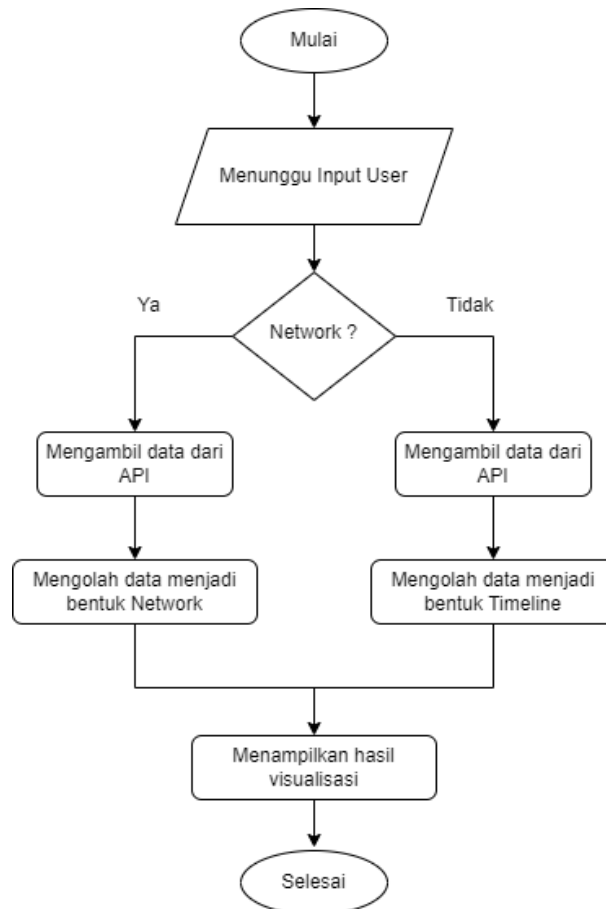 Mulai
Menunggu Input User
Network ?
Ya
Tidak
Mengambil data dari
API
Mengambil data dari
API
Mengolah data menjadi
bentuk Network
Mengolah data menjadi
bentuk Timeline
Menampilkan hasil
visualisasi
Selesai